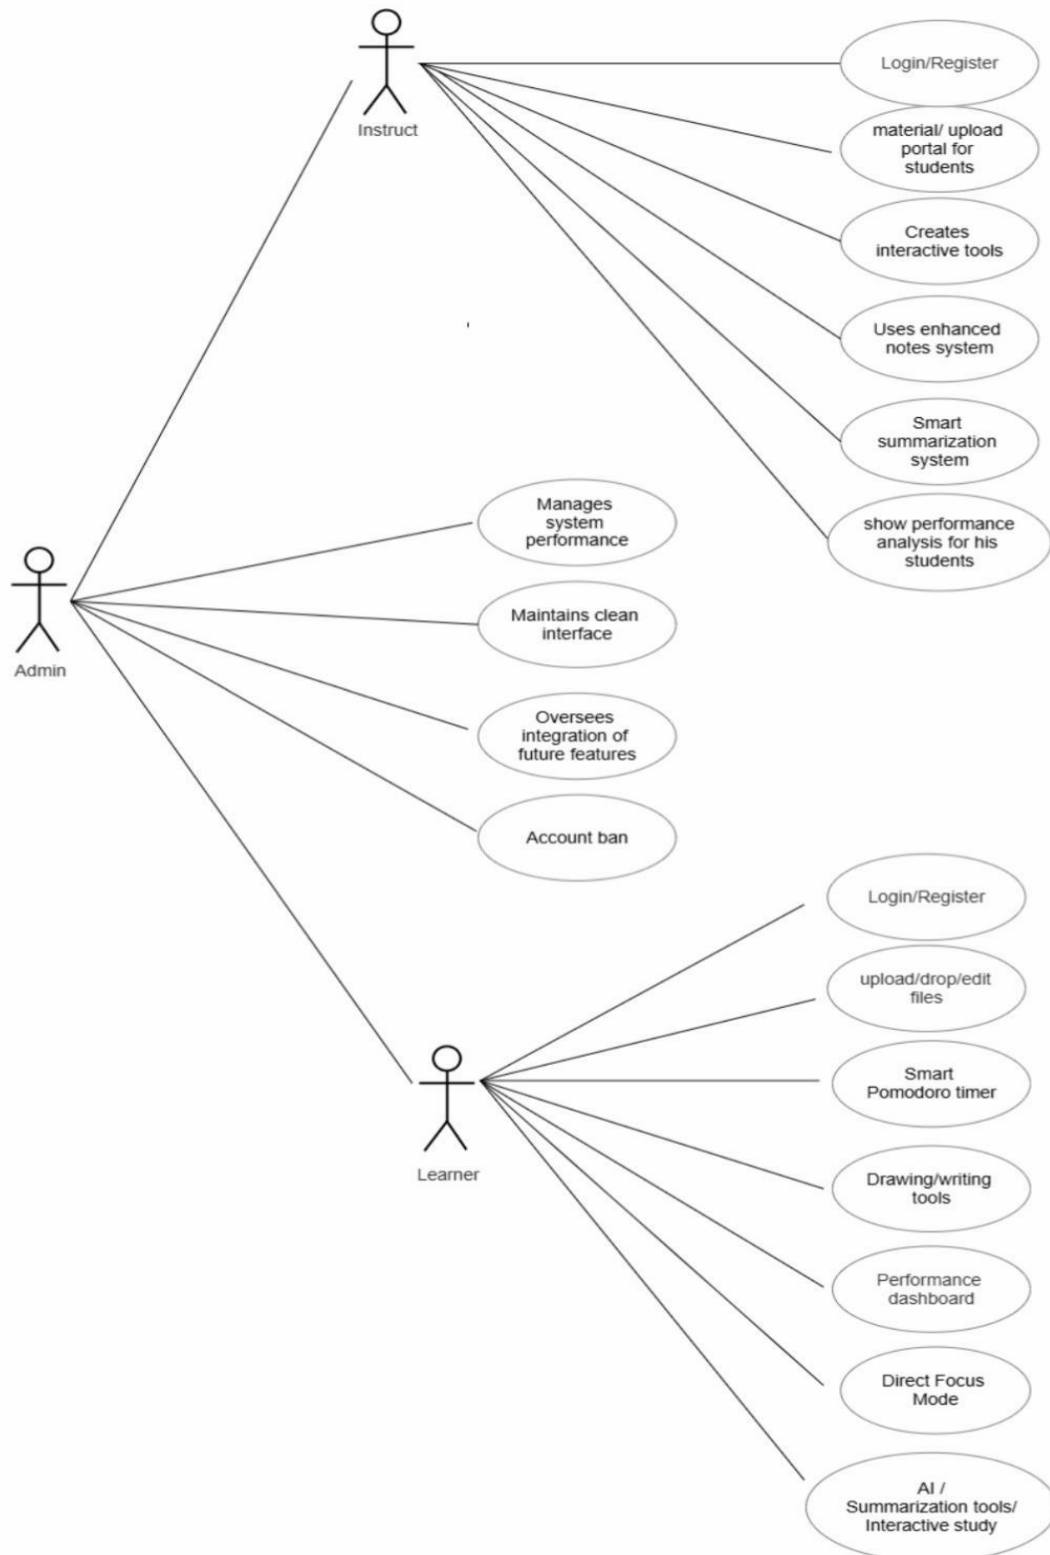 Instruct
Login/Register
material/ upload
portal for
students
Creates
interactive tools
Uses enhanced
notes system
Smart
summarization
system
show performance
analysis for his
students
Admin
Manages
system
performance
Maintains clean
interface
Oversees
integration of
future features
Account ban
Learner
Login/Register
upload/drop/edit
files
Smart
Pomodoro timer
Drawing/writing
tools
Performance
dashboard
Direct Focus
Mode
AI /
Summarization tools/
Interactive study